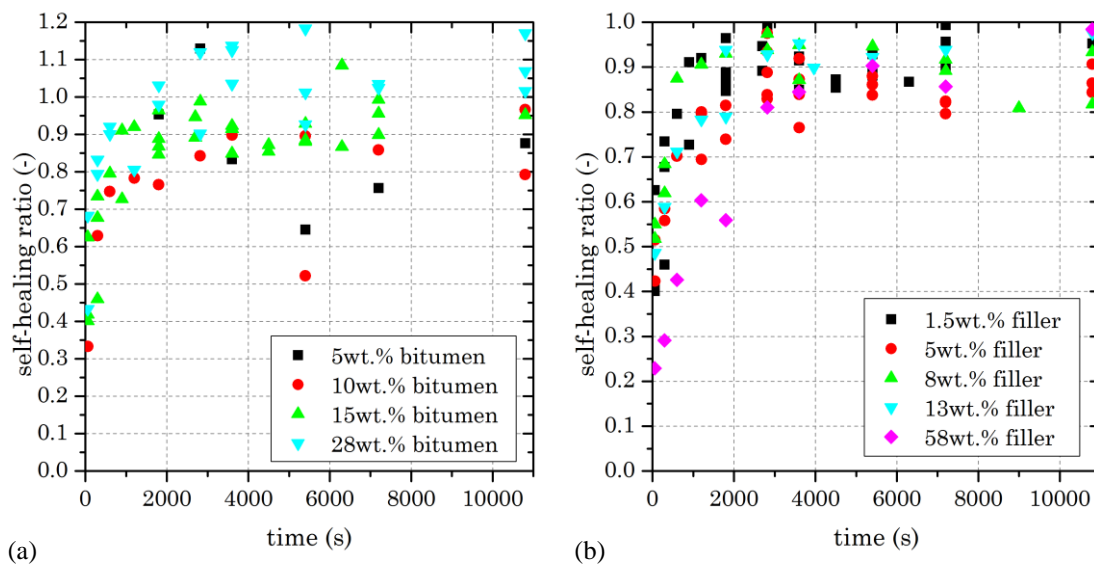 1.2
1.1
1.0
0.9
0.8
0.7
0.6
0.5
0.4
0.3
0.2
0.1
0.0
self-healing ratio (-)
5wt.% bitumen
10wt.% bitumen
15wt.% bitumen
28wt.% bitumen
0 2000 4000 6000 8000 10000
time (s)
(a)
1.0
0.9
0.8
0.7
0.6
0.5
0.4
0.3
0.2
0.1
0.0
self-healing ratio (-)
1.5wt.% filler
5wt.% filler
8wt.% filler
13wt.% filler
58wt.% filler
0 2000 4000 6000 8000 10000
time (s)
(b)